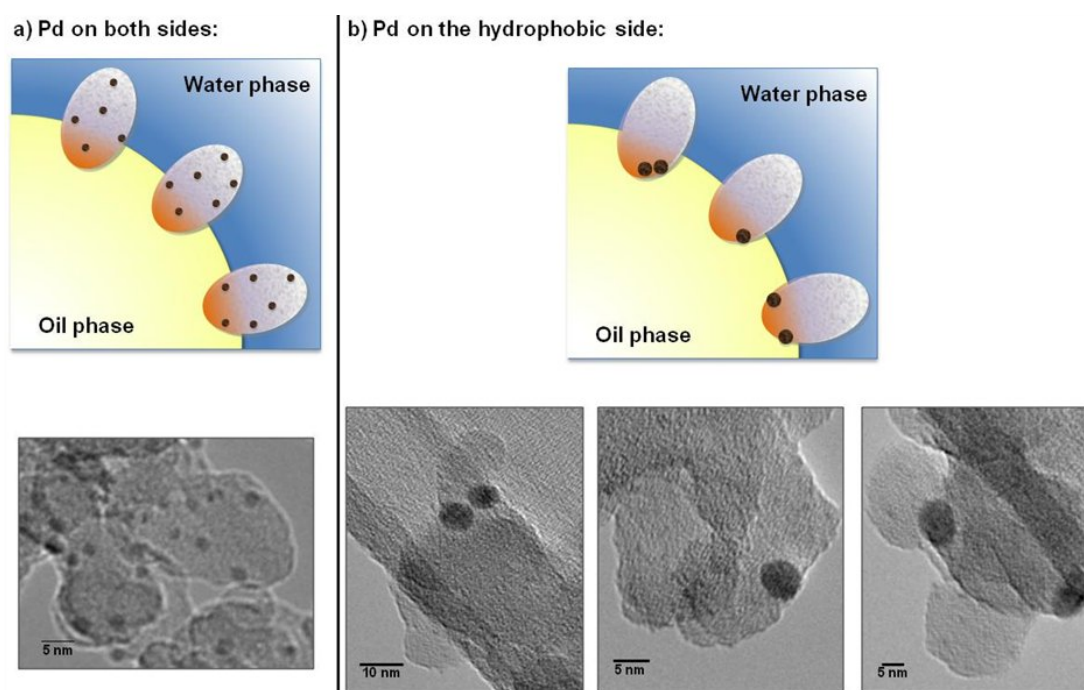 a) Pd on both sides:
Water phase
Oil phase
5 nm
b) Pd on the hydrophobic side:
Water phase
Oil phase
10 nm
5 nm
5 nm